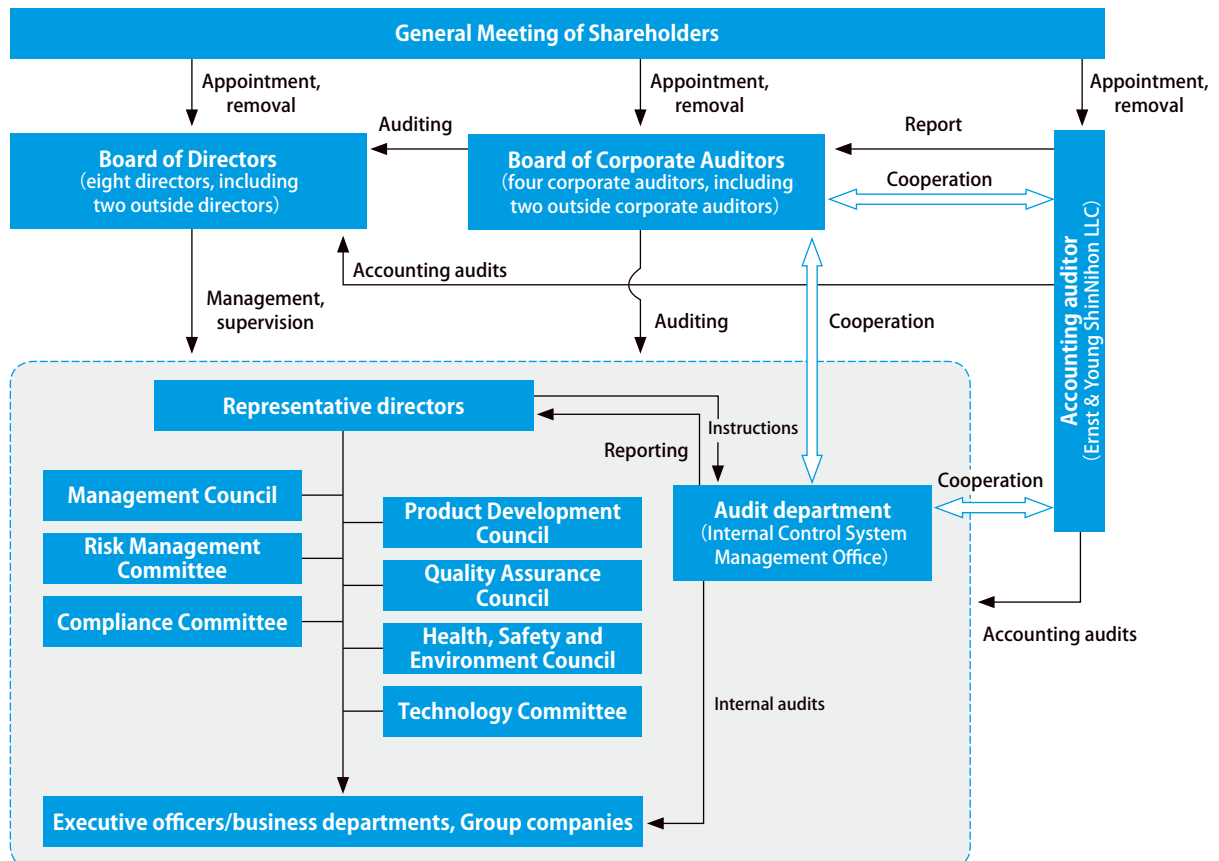 General Meeting of Shareholders
Appointment,
removal
Appointment,
removal
Appointment,
removal
Auditing
Report
Board of Directors
(eight directors, including
two outside directors)
Board of Corporate Auditors
(four corporate auditors, including
two outside corporate auditors)
Cooperation
Accounting auditor
(Ernst & Young ShinNihon LLC)
Accounting audits
Management,
supervision
Auditing
Cooperation
Representative directors
Instructions
Reporting
Management Council
Product Development
Council
Risk Management
Committee
Quality Assurance
Council
Compliance Committee
Health, Safety and
Environment Council
Technology Committee
Audit department
(Internal Control System
Management Office)
Cooperation
Accounting audits
Internal audits
Executive officers/business departments, Group companies